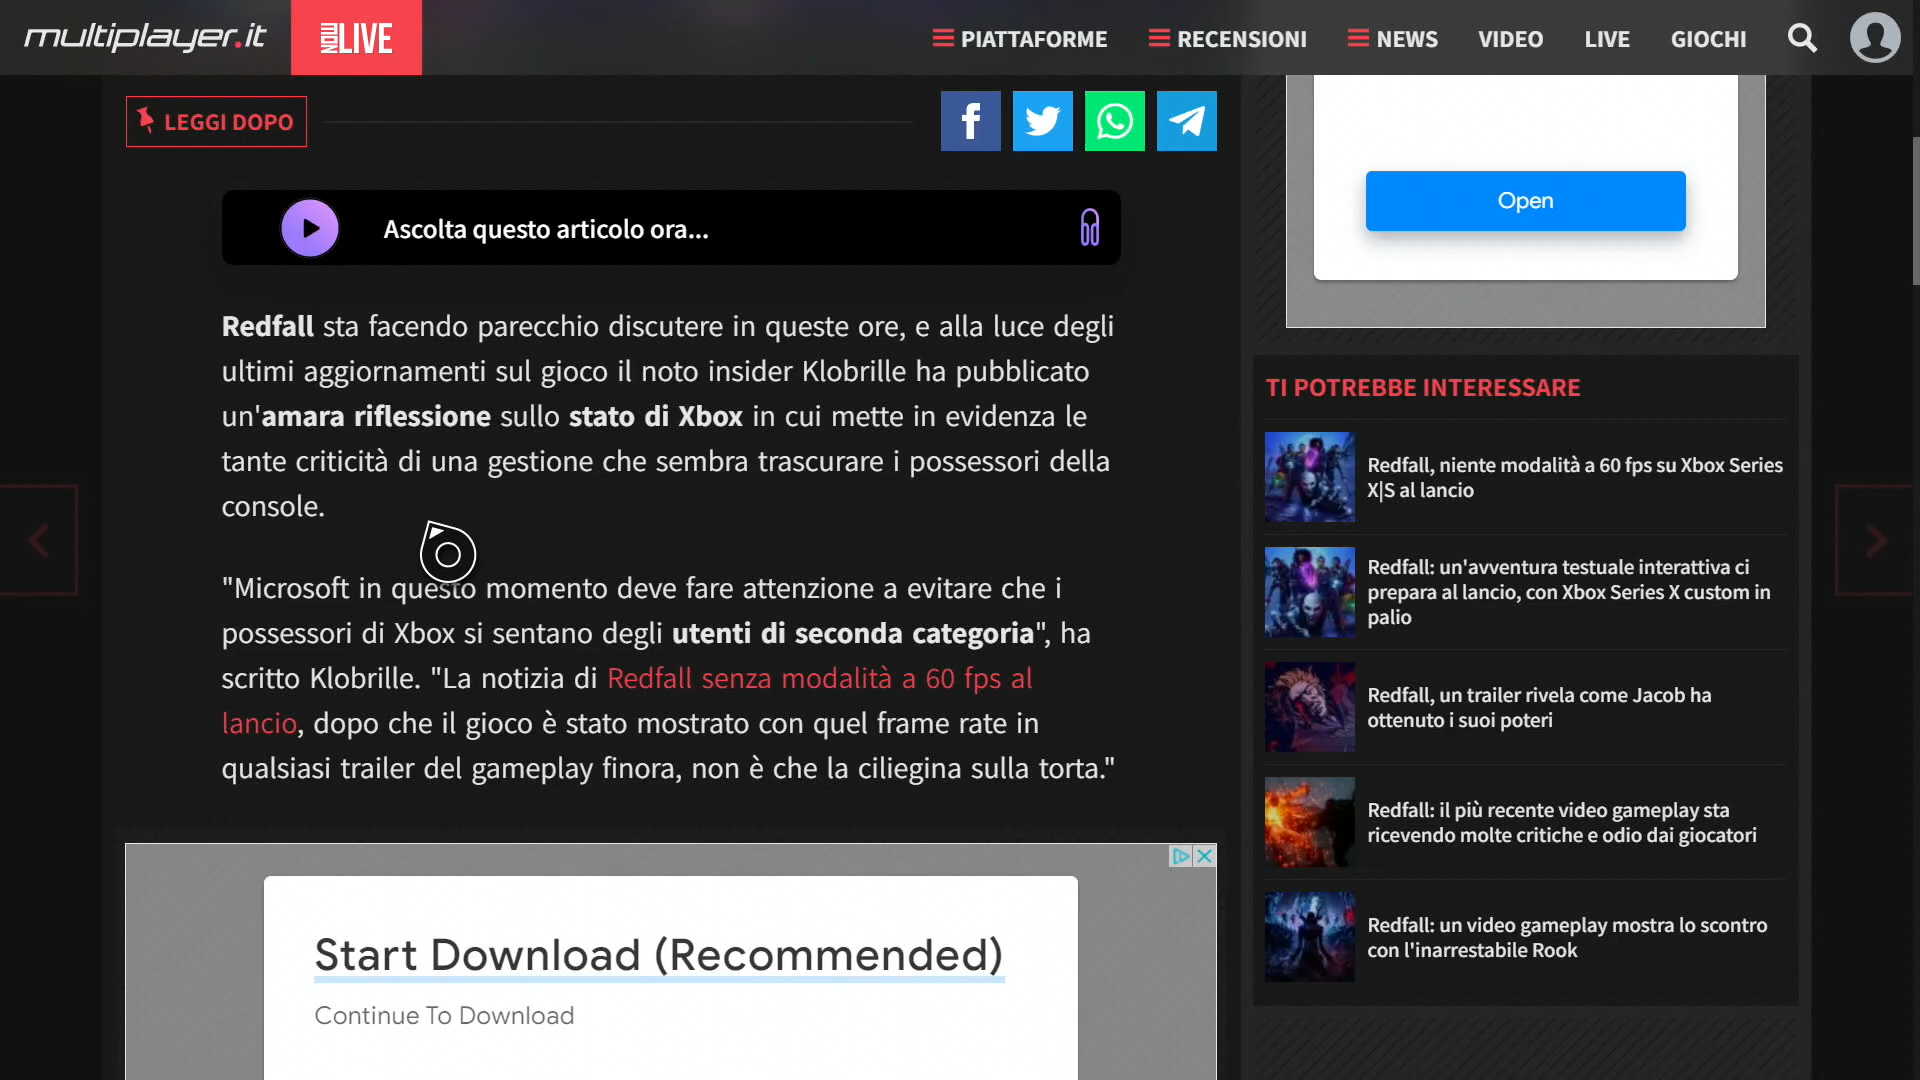 multiplayer.it
NOW LIVE
PIATTAFORME
RECENSIONI
NEWS
VIDEO
LIVE
GIOCHI
LEGGI DOPO
Ascolta questo articolo ora...
Redfall sta facendo parecchio discutere in queste ore, e alla luce degli
ultimi aggiornamenti sul gioco il noto insider Klobrille ha pubblicato
un'amara riflessione sullo stato di Xbox in cui mette in evidenza le
tante criticità di una gestione che sembra trascurare i possessori della
console.
"Microsoft in questo momento deve fare attenzione a evitare che i
possessori di Xbox si sentano degli utenti di seconda categoria", ha
scritto Klobrille. "La notizia di Redfall senza modalità a 60 fps al
lancio, dopo che il gioco è stato mostrato con quel frame rate in
qualsiasi trailer del gameplay finora, non è che la ciliegina sulla torta."
Start Download (Recommended)
Continue To Download
Open
TI POTREBBE INTERESSARE
Redfall, niente modalità a 60 fps su Xbox Series
X|S al lancio
Redfall: un'avventura testuale interattiva ci
prepara al lancio, con Xbox Series X custom in
palio
Redfall, un trailer rivela come Jacob ha
ottenuto i suoi poteri
Redfall: il più recente video gameplay sta
ricevendo molte critiche e odio dai giocatori
Redfall: un video gameplay mostra lo scontro
con l'inarrestabile Rook